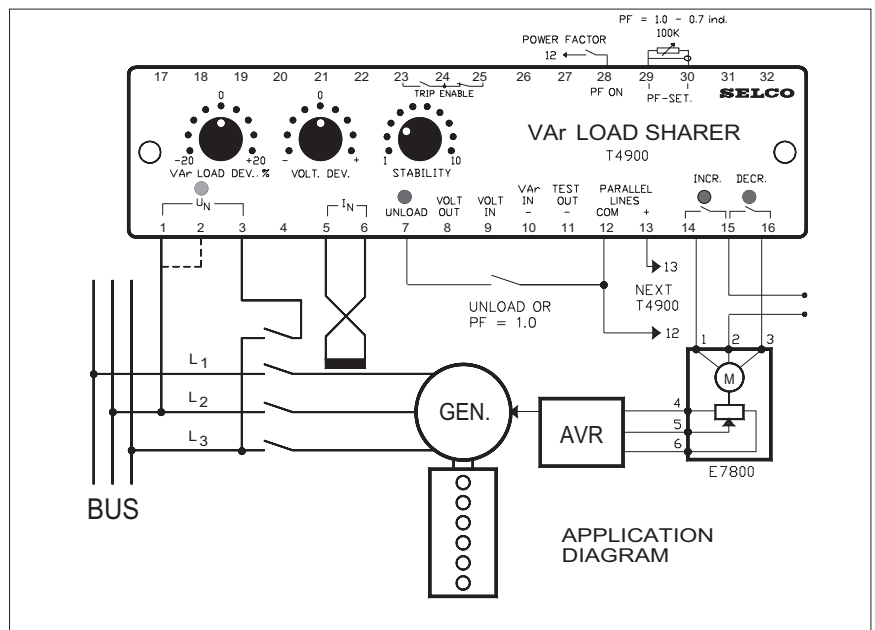 PF = 1.0 - 0.7 ind.
100K
POWER FACTOR
12
17 18 19 20 21 22 23 24 25 26 27 28 29 30 31 32
TRIP ENABLE
PF ON
PF-SET.
SELCO
0
0
-20 +20
- +
1 10
VAr LOAD DEV.. %
VOLT. DEV.
STABILITY
VAr LOAD SHARER
T4900
INCR. DECR.
UN
IN
UNLOAD
VOLT
OUT
VOLT
IN
VAr
IN
-
TEST
OUT
-
PARALLEL
LINES
COM +
1 2 3 4 5 6 7 8 9 10 11 12 13 14 15 16
13
NEXT
T4900
12
UNLOAD OR
PF = 1.0
L1
L2
L3
BUS
GEN.
AVR
1 2 3
M
4
5
6
E7800
APPLICATION
DIAGRAM